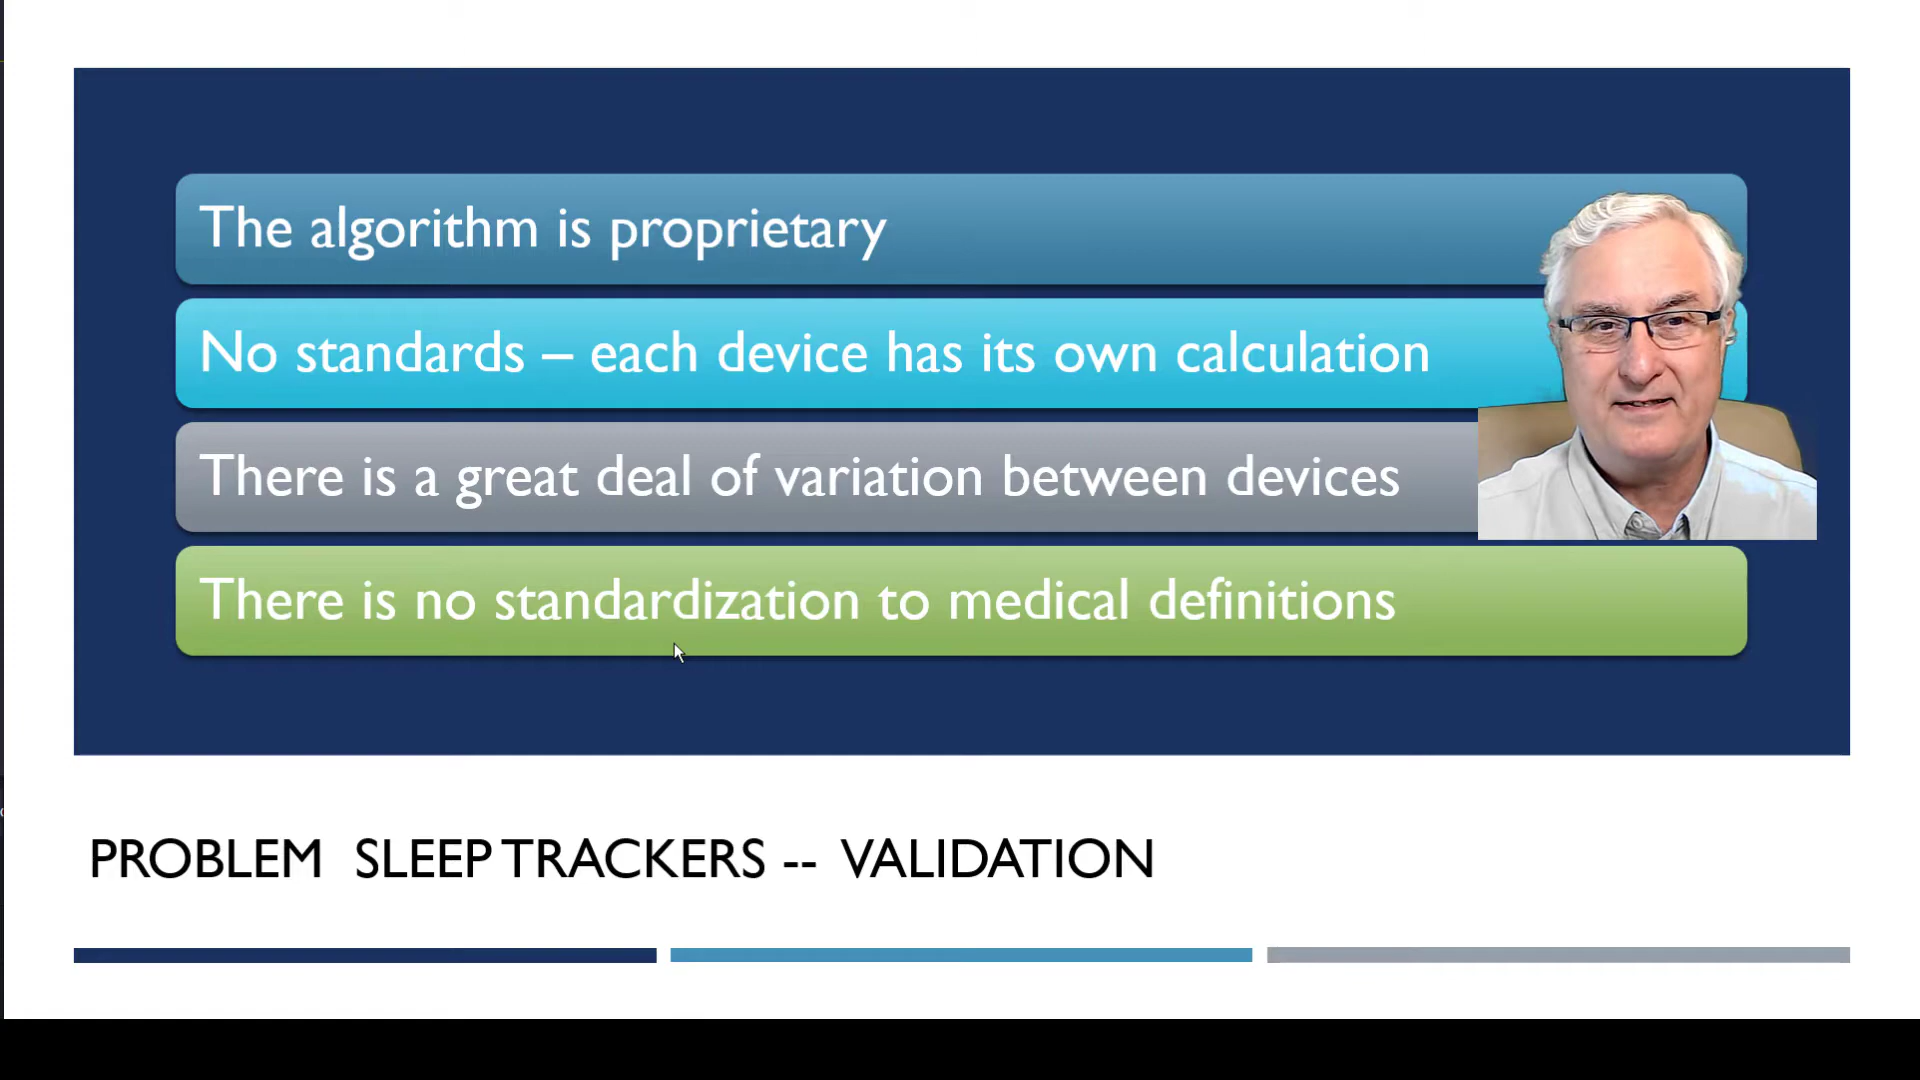 The algorithm is proprietary
No standards – each device has its own calculation
There is a great deal of variation between devices
There is no standardization to medical definitions
PROBLEM SLEEP TRACKERS -- VALIDATION